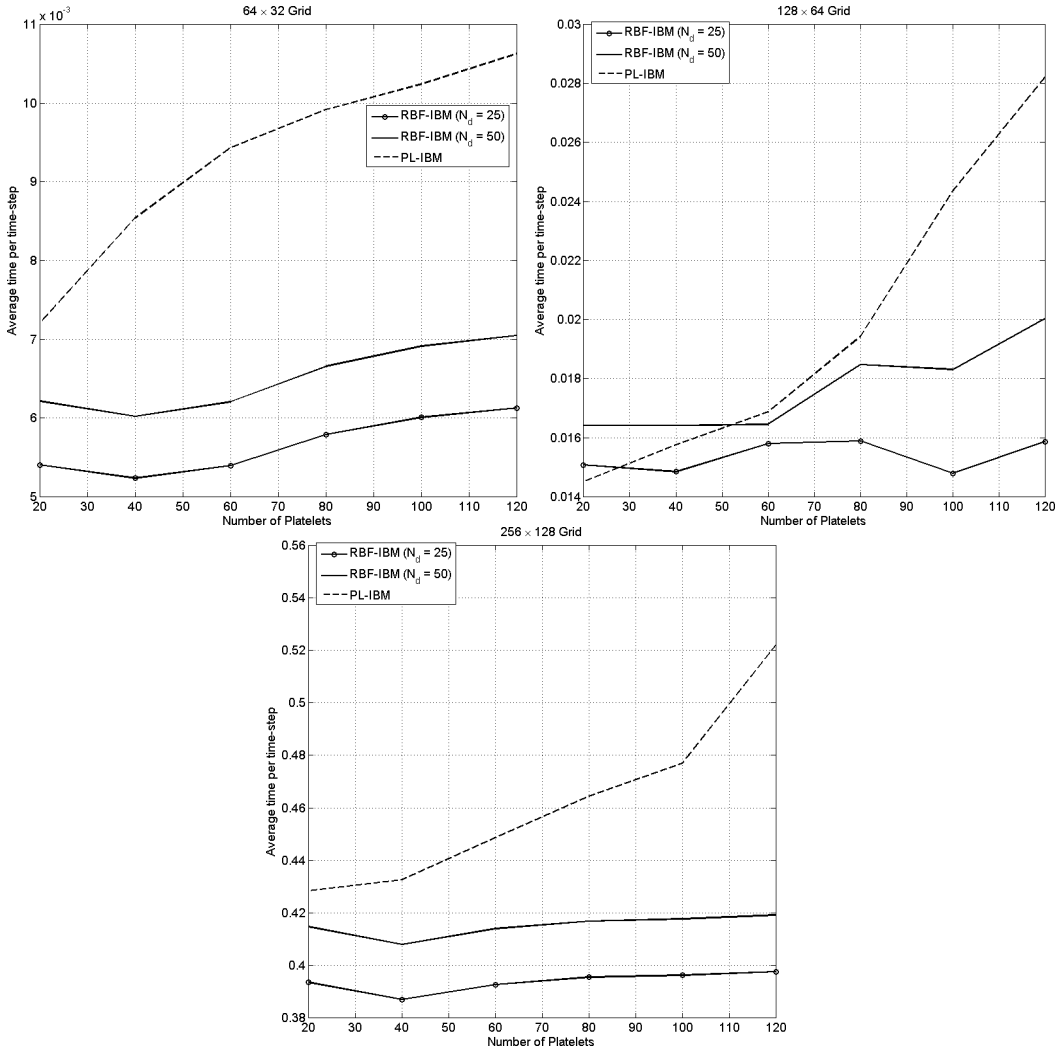 64 × 32 Grid
x 10⁻³
11
10
9
8
7
6
5
Average time per time-step
RBF-IBM (N_d = 25)
RBF-IBM (N_d = 50)
PL-IBM
20 30 40 50 60 70 80 90 100 110 120
Number of Platelets
128 × 64 Grid
0.03
0.028
0.026
0.024
0.022
0.02
0.018
0.016
0.014
Average time per time-step
RBF-IBM (N_d = 25)
RBF-IBM (N_d = 50)
PL-IBM
20 30 40 50 60 70 80 90 100 110 120
Number of Platelets
256 × 128 Grid
0.56
0.54
0.52
0.5
0.48
0.46
0.44
0.42
0.4
0.38
Average time per time-step
RBF-IBM (N_d = 25)
RBF-IBM (N_d = 50)
PL-IBM
20 30 40 50 60 70 80 90 100 110 120
Number of Platelets